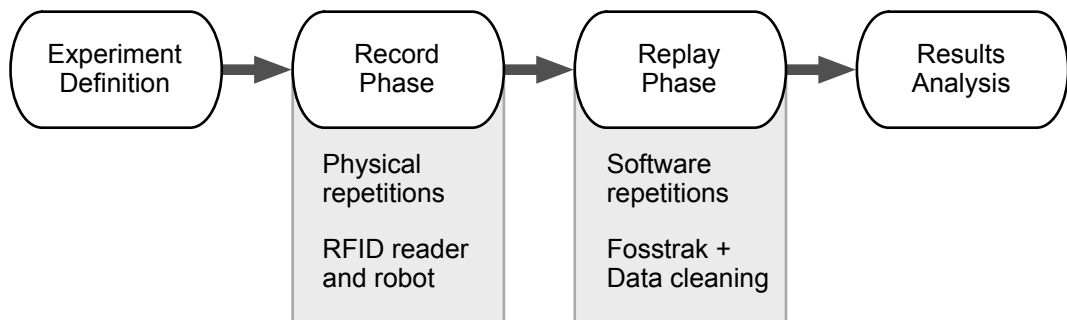 Experiment
Definition
Record
Phase
Replay
Phase
Results
Analysis
Physical
repetitions
RFID reader
and robot
Software
repetitions
Fosstrak +
Data cleaning